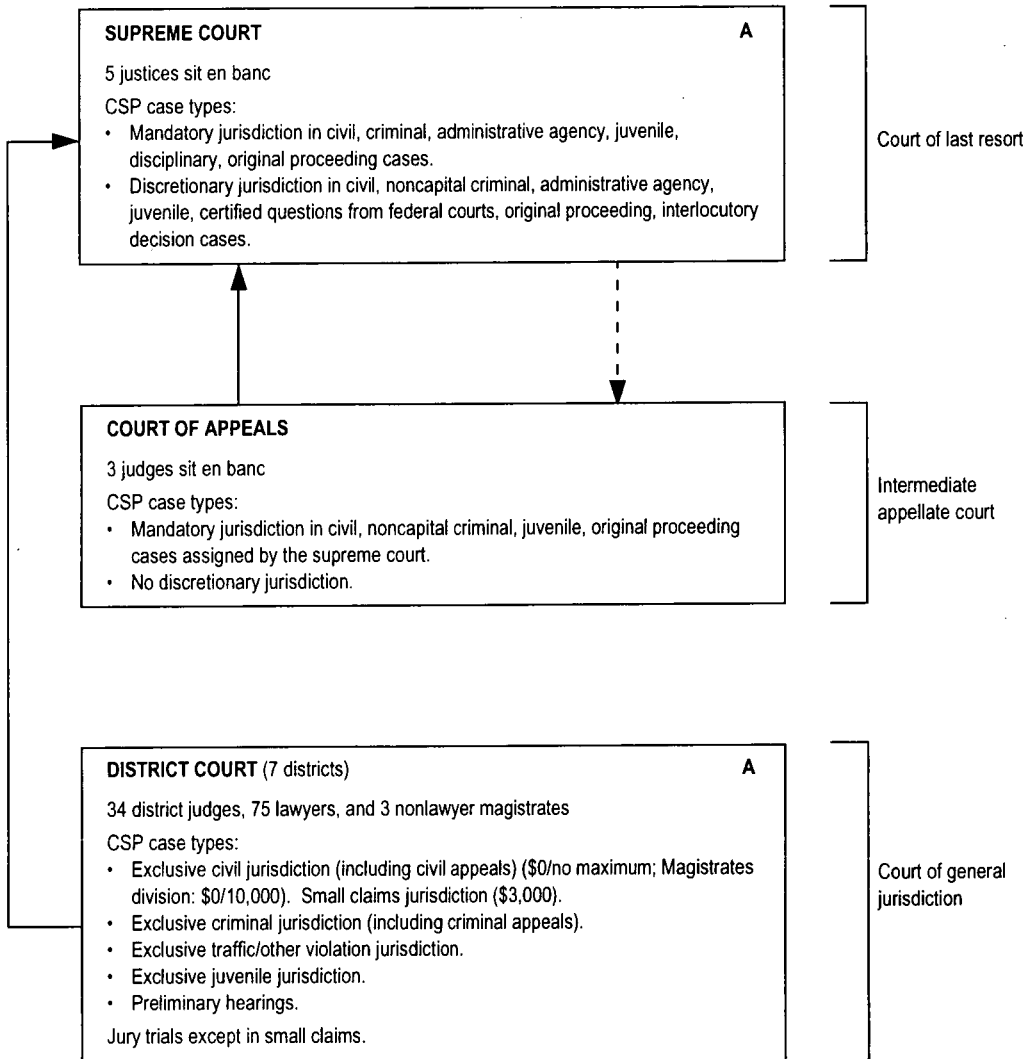 SUPREME COURT A
5 justices sit en banc
CSP case types:
• Mandatory jurisdiction in civil, criminal, administrative agency, juvenile,
disciplinary, original proceeding cases.
• Discretionary jurisdiction in civil, noncapital criminal, administrative agency,
juvenile, certified questions from federal courts, original proceeding, interlocutory
decision cases.
Court of last resort
COURT OF APPEALS
3 judges sit en banc
CSP case types:
• Mandatory jurisdiction in civil, noncapital criminal, juvenile, original proceeding
cases assigned by the supreme court.
• No discretionary jurisdiction.
Intermediate
appellate court
DISTRICT COURT (7 districts) A
34 district judges, 75 lawyers, and 3 nonlawyer magistrates
CSP case types:
• Exclusive civil jurisdiction (including civil appeals) ($0/no maximum; Magistrates
division: $0/10,000). Small claims jurisdiction ($3,000).
• Exclusive criminal jurisdiction (including criminal appeals).
• Exclusive traffic/other violation jurisdiction.
• Exclusive juvenile jurisdiction.
• Preliminary hearings.
Jury trials except in small claims.
Court of general
jurisdiction